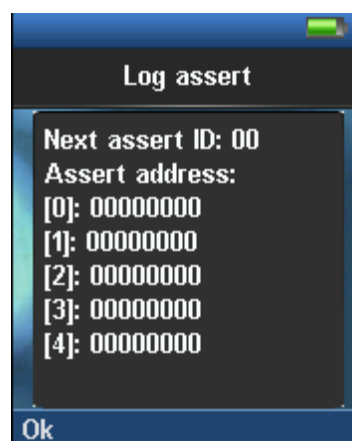 Log assert
Next assert ID: 00
Assert address:
[0]: 00000000
[1]: 00000000
[2]: 00000000
[3]: 00000000
[4]: 00000000
Ok